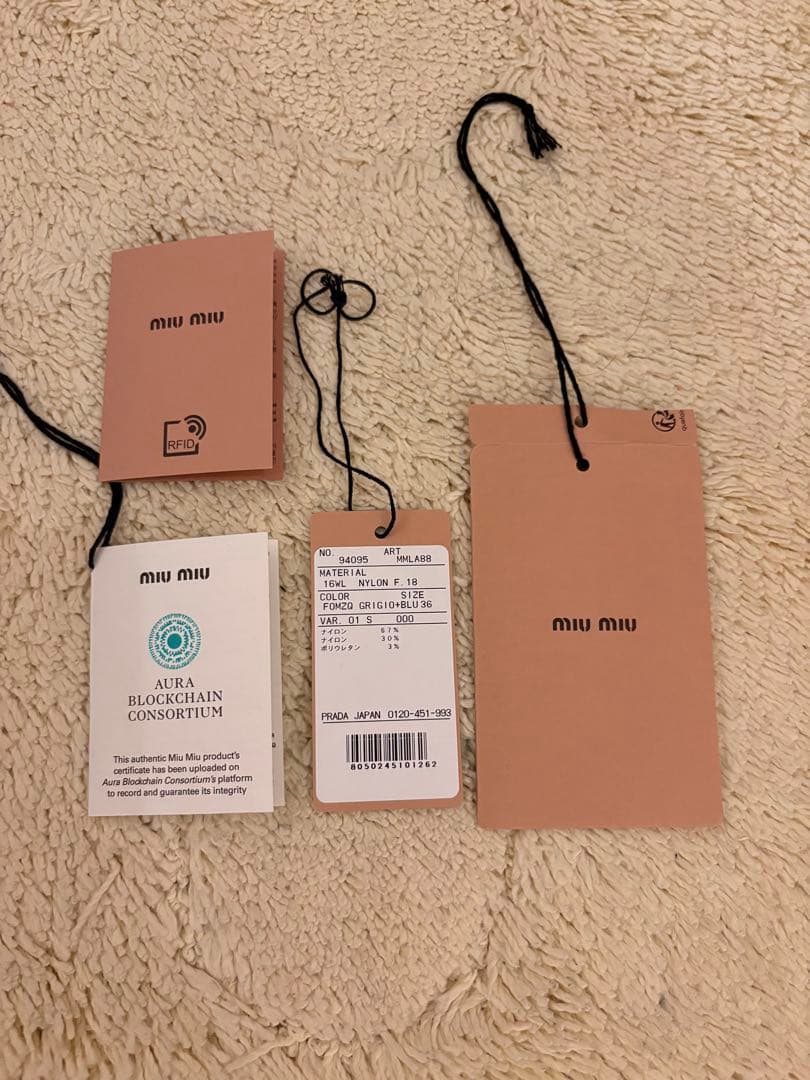 miu miu
RFID
miu miu
AURA
BLOCKCHAIN
CONSORTIUM
This authentic Miu Miu product's
certificate has been uploaded on
Aura Blockchain Consortium's platform
to record and guarantee its integrity
NO. ART
94095 MMLA88
MATERIAL
16WL NYLON F.18
COLOR SIZE
FOMZQ GRIGIO+BLU 36
VAR. 01 S 000
ナイロン 67%
ナイロン 30%
ポリウレタン 3%
PRADA JAPAN 0120-451-993
8050245101262
miu miu